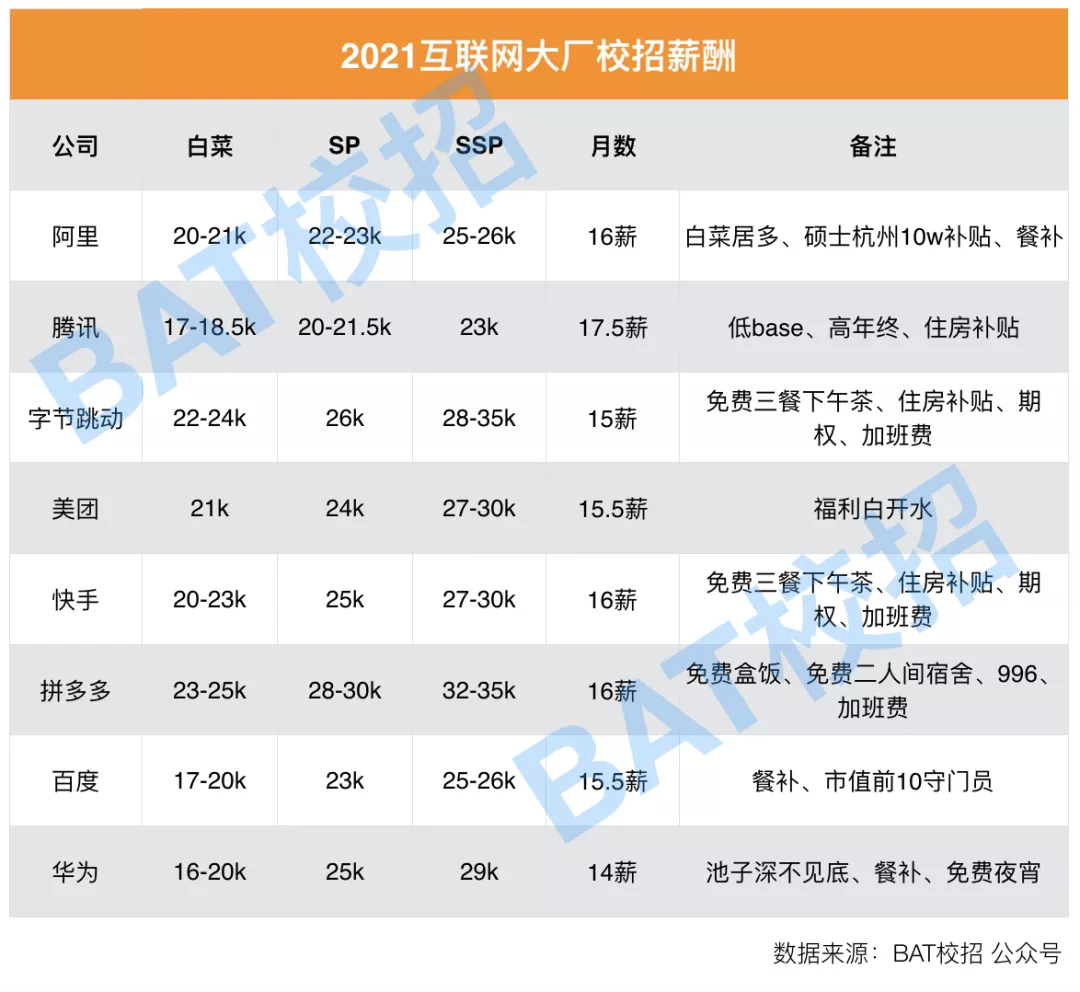 2021互联网大厂校招薪酬
公司 白菜 SP SSP 月数 备注
阿里 20-21k 22-23k 25-26k 16薪 白菜居多、硕士杭州10w补贴、餐补
腾讯 17-18.5k 20-21.5k 23k 17.5薪 低base、高年终、住房补贴
字节跳动 22-24k 26k 28-35k 15薪 免费三餐下午茶、住房补贴、期
权、加班费
美团 21k 24k 27-30k 15.5薪 福利白开水
快手 20-23k 25k 27-30k 16薪 免费三餐下午茶、住房补贴、期
权、加班费
拼多多 23-25k 28-30k 32-35k 16薪 免费盒饭、免费二人间宿舍、996、
加班费
百度 17-20k 23k 25-26k 15.5薪 餐补、市值前10守门员
华为 16-20k 25k 29k 14薪 池子深不见底、餐补、免费夜宵
数据来源：BAT校招 公众号
BAT校招
BAT校招